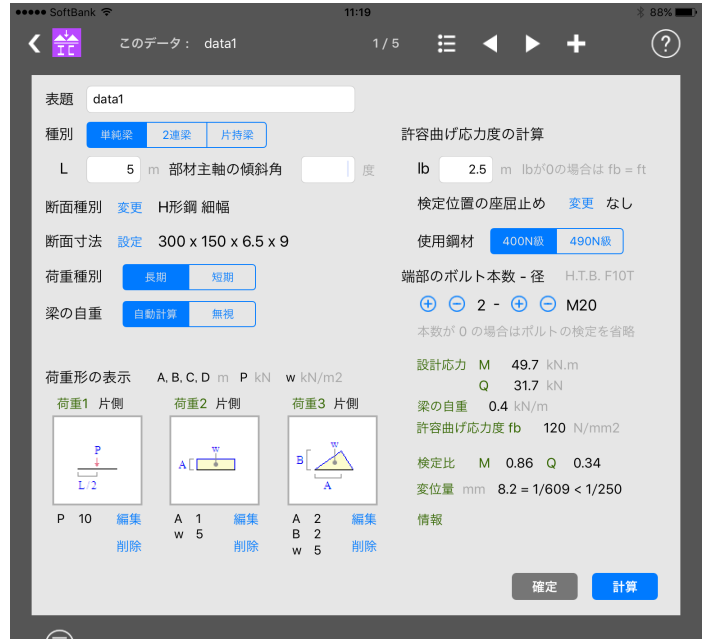 SoftBank 11:19 88%
このデータ： data1 1 / 5 ?
表題 data1
種別 単純梁 2連梁 片持梁
L 5 m 部材主軸の傾斜角 度
断面種別 変更 H形鋼 細幅
断面寸法 設定 300 x 150 x 6.5 x 9
荷重種別 長期 短期
梁の自重 自動計算 無視
荷重形の表示 A, B, C, D m P kN w kN/m2
荷重1 片側 荷重2 片側 荷重3 片側
P
L/2
A w
B w
A
P 10 編集
削除
A 1 編集
w 5 削除
A 2 編集
B 2
w 5 削除
許容曲げ応力度の計算
lb 2.5 m lbが0の場合は fb = ft
検定位置の座屈止め 変更 なし
使用鋼材 400N級 490N級
端部のボルト本数 - 径 H.T.B. F10T
2 - M20
本数が 0 の場合はボルトの検定を省略
設計応力 M 49.7 kN.m
Q 31.7 kN
梁の自重 0.4 kN/m
許容曲げ応力度 fb 120 N/mm2
検定比 M 0.86 Q 0.34
変位量 mm 8.2 = 1/609 < 1/250
情報
確定 計算